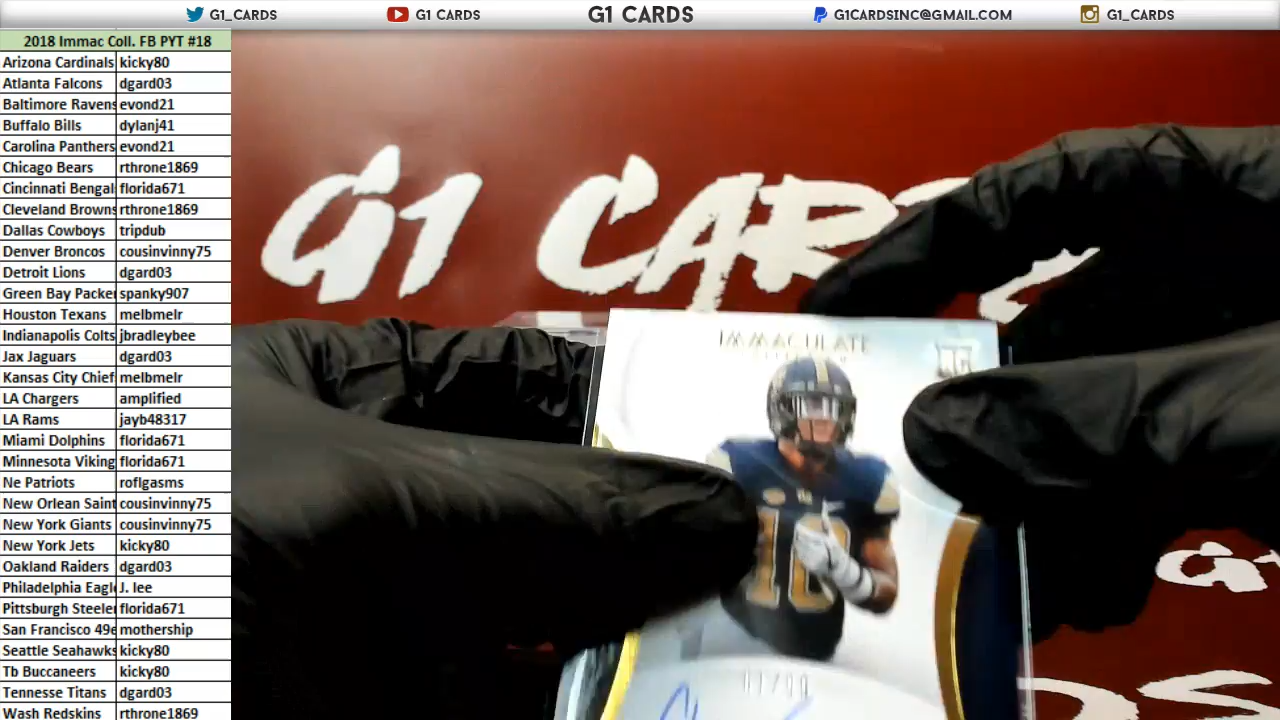 G1_CARDS
G1 CARDS
G1 CARDS
G1CARDSINC@GMAIL.COM
G1_CARDS
2018 Immac Coll. FB PYT #18
Arizona Cardinals kicky80
Atlanta Falcons dgard03
Baltimore Ravens evond21
Buffalo Bills dylanj41
Carolina Panthers evond21
Chicago Bears rthrone1869
Cincinnati Bengal florida671
Cleveland Browns rthrone1869
Dallas Cowboys tripdub
Denver Broncos cousinvinny75
Detroit Lions dgard03
Green Bay Packe spanky907
Houston Texans melbmelr
Indianapolis Colts jbradleybee
Jax Jaguars dgard03
Kansas City Chief melbmelr
LA Chargers amplified
LA Rams jayb48317
Miami Dolphins florida671
Minnesota Viking florida671
Ne Patriots roflgasms
New Orlean Saint cousinvinny75
New York Giants cousinvinny75
New York Jets kicky80
Oakland Raiders dgard03
Philadelphia Eagl J. lee
Pittsburgh Steele florida671
San Francisco 49e mothership
Seattle Seahawks kicky80
Tb Buccaneers kicky80
Tennesse Titans dgard03
Wash Redskins rthrone1869
G1 CARDS
IMMACULATE
10
G